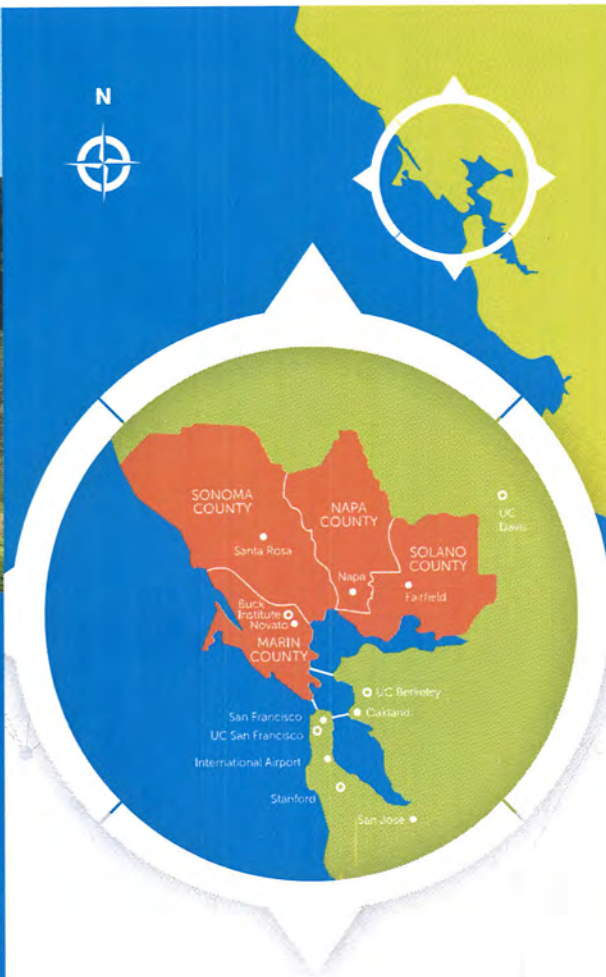 N
SONOMA
COUNTY
NAPA
COUNTY
UC
Davis
Santa Rosa
SOLANO
COUNTY
Napa
Fairfield
Buck
Institute
Novato
MARIN
COUNTY
UC Berkeley
San Francisco
Oakland
UC San Francisco
International Airport
Stanford
San Jose